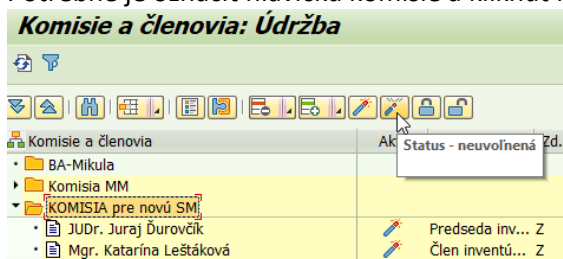 Komisie a členovia: Údržba
Komisie a členovia Ak Zd.
Status - neuvoľnená
BA-Mikula
Komisia MM
KOMISIA pre novú SM
JUDr. Juraj Ďurovčík Predseda inv... Z
Mgr. Katarína Leštáková Člen inventú... Z